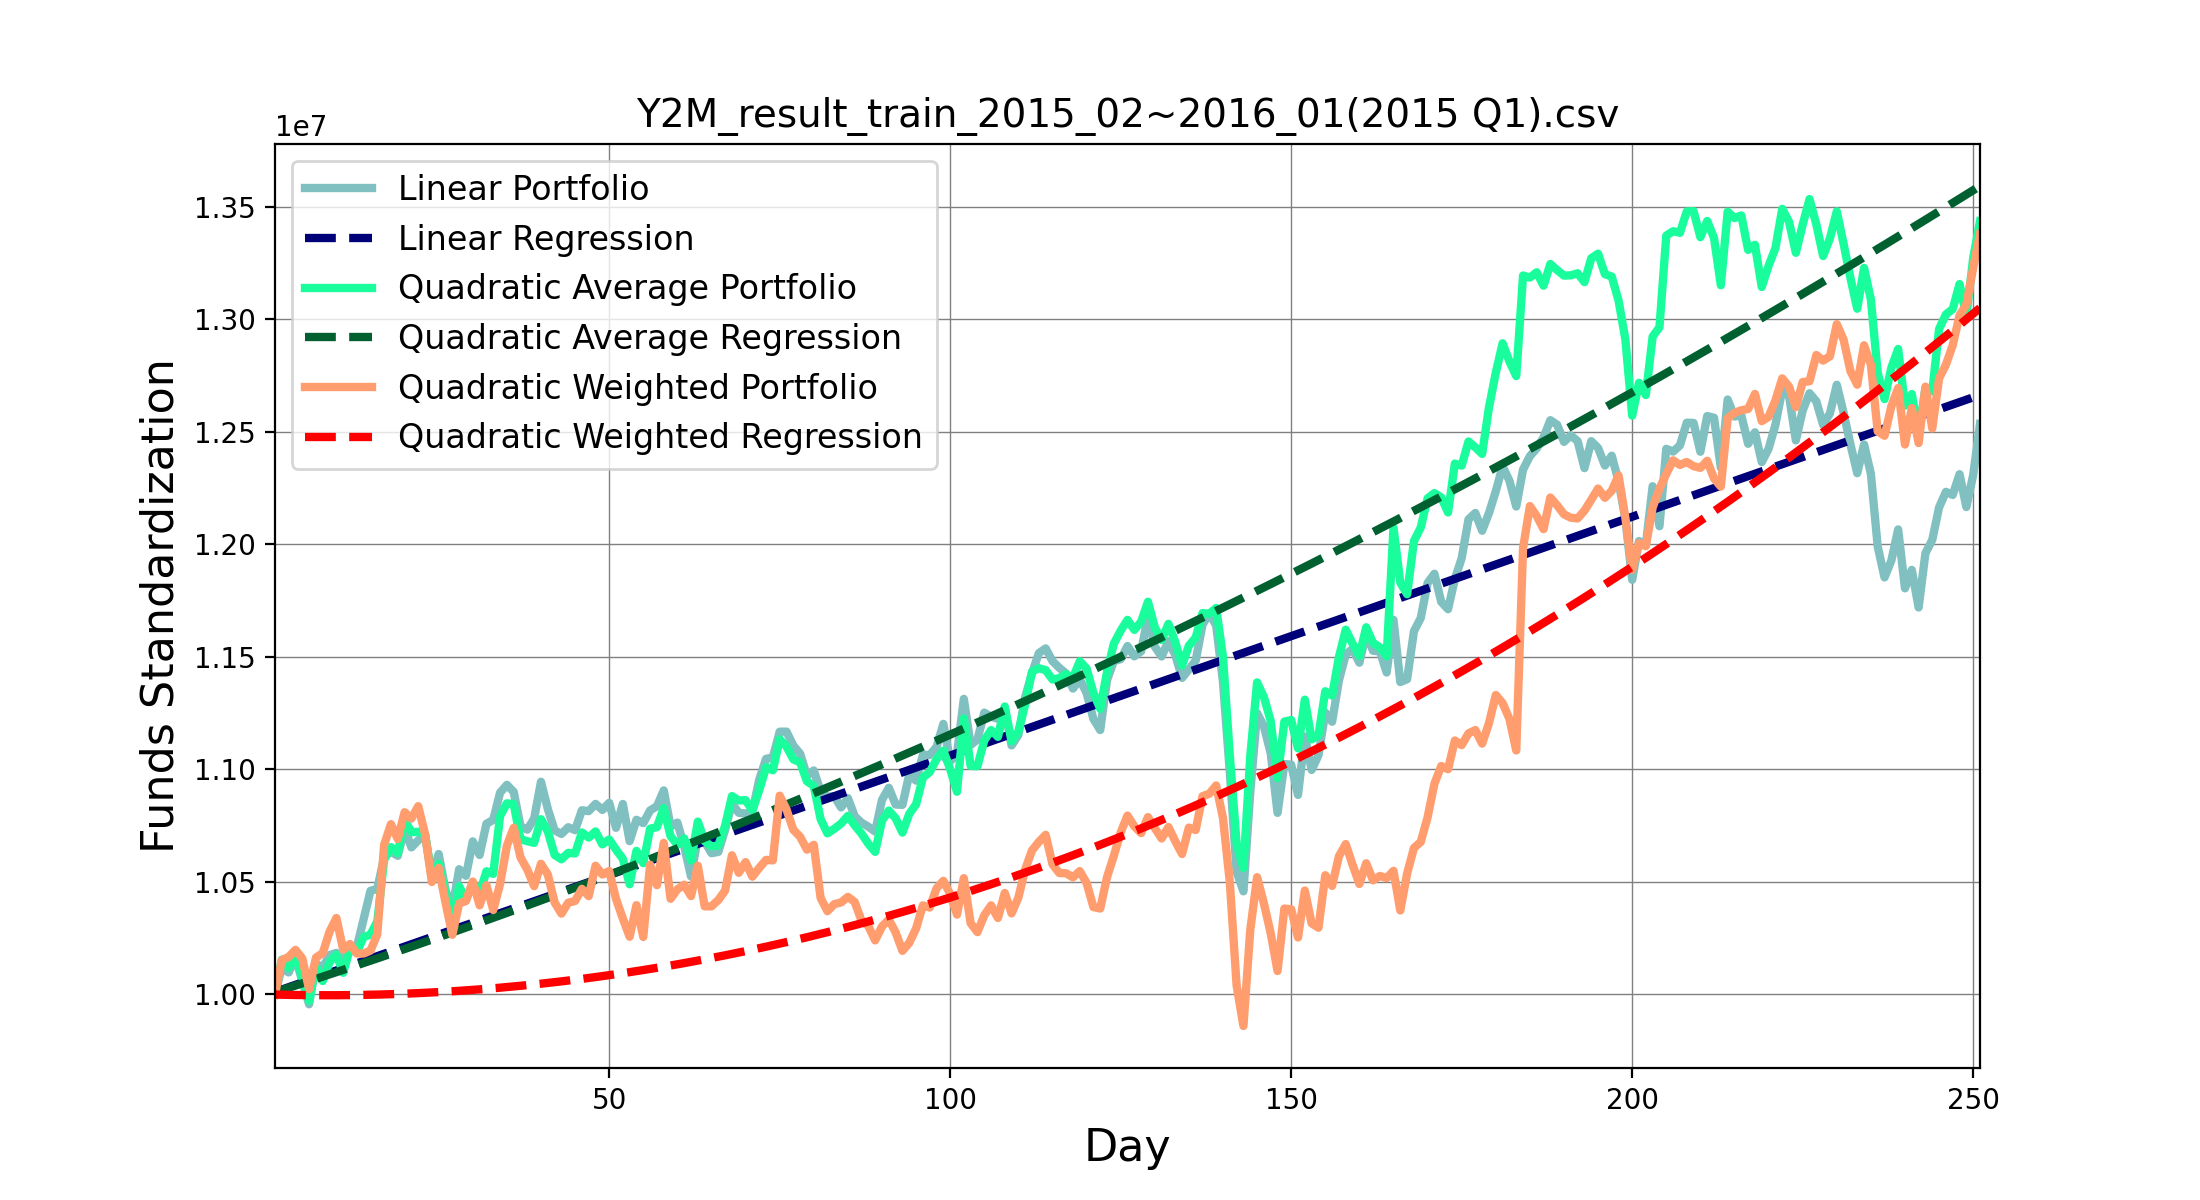 Y2M_result_train_2015_02~2016_01(2015 Q1).csv
1e7
Linear Portfolio
Linear Regression
Quadratic Average Portfolio
Quadratic Average Regression
Quadratic Weighted Portfolio
Quadratic Weighted Regression
1.35
1.30
1.25
1.20
1.15
1.10
1.05
1.00
Funds Standardization
50 100 150 200 250
Day